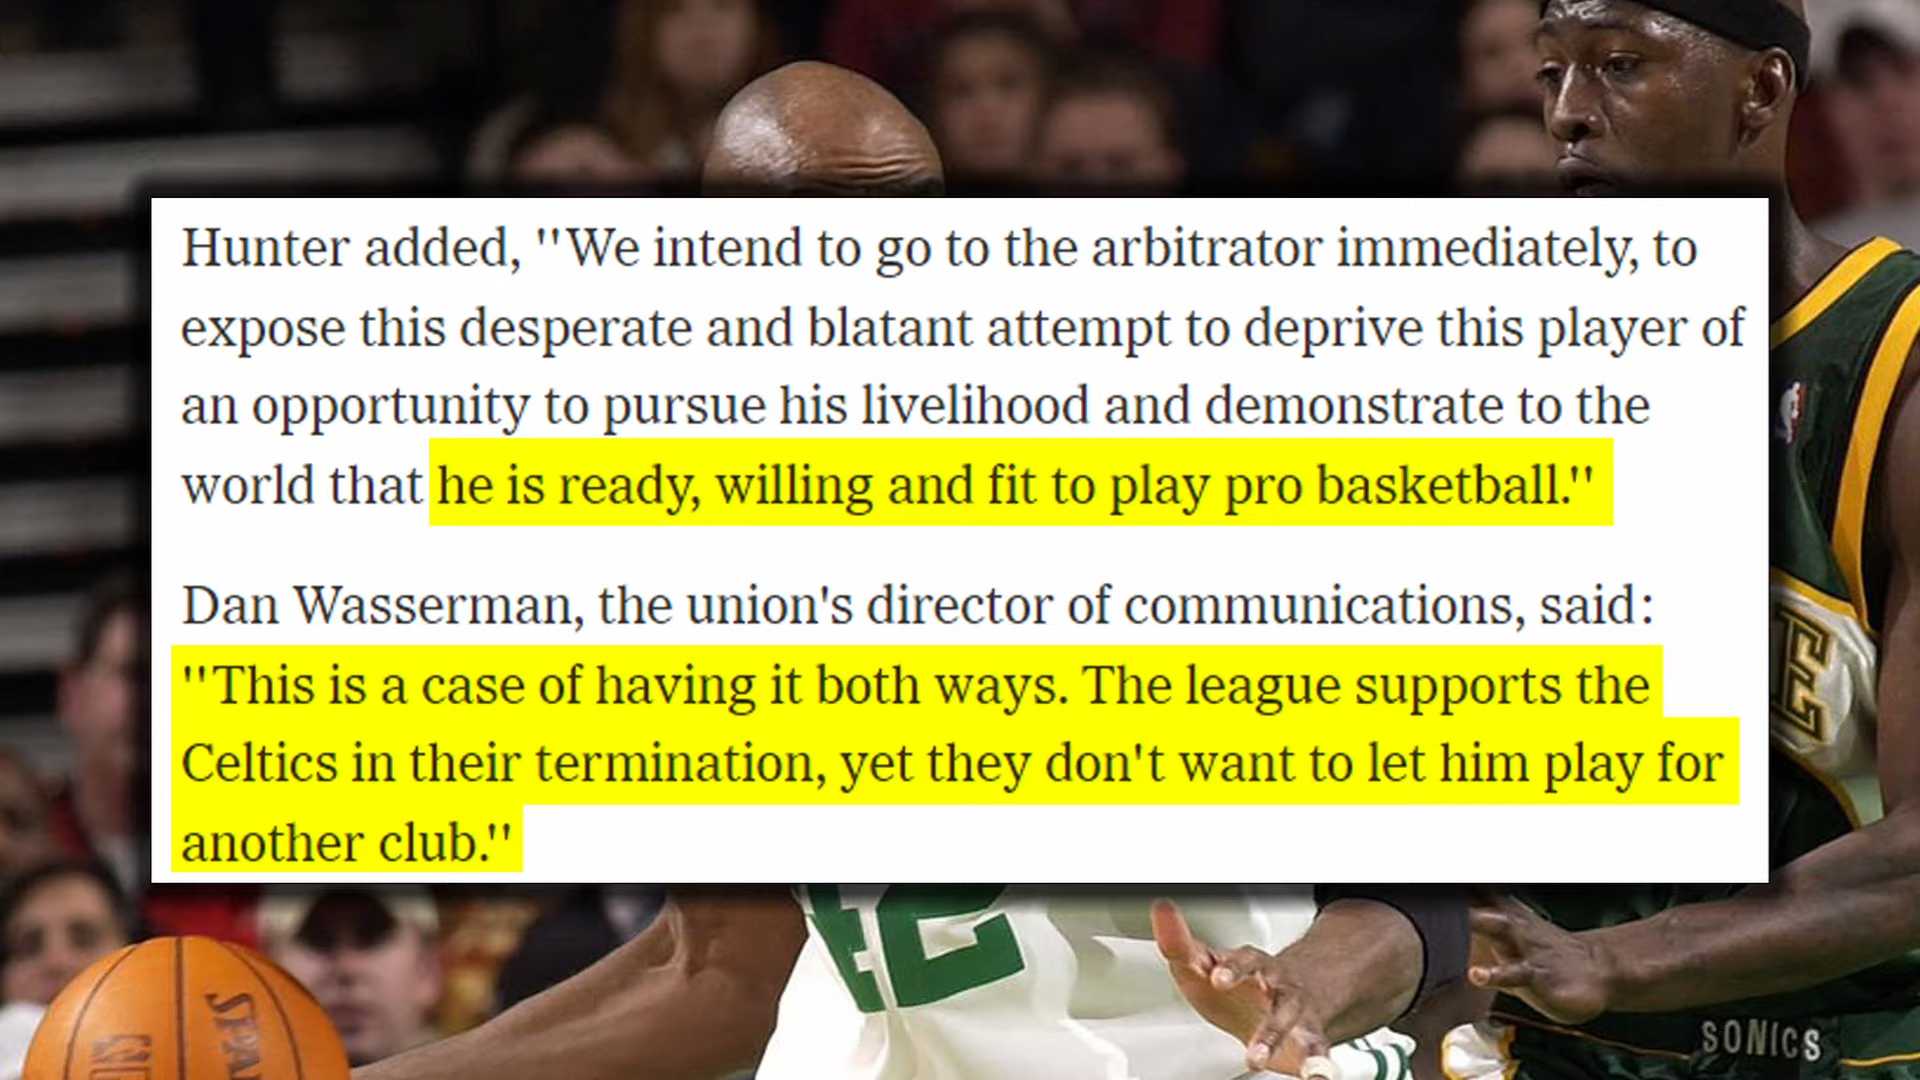 Hunter added, ''We intend to go to the arbitrator immediately, to
expose this desperate and blatant attempt to deprive this player of
an opportunity to pursue his livelihood and demonstrate to the
world that he is ready, willing and fit to play pro basketball.''
Dan Wasserman, the union's director of communications, said:
''This is a case of having it both ways. The league supports the
Celtics in their termination, yet they don't want to let him play for
another club.''
42
SONICS